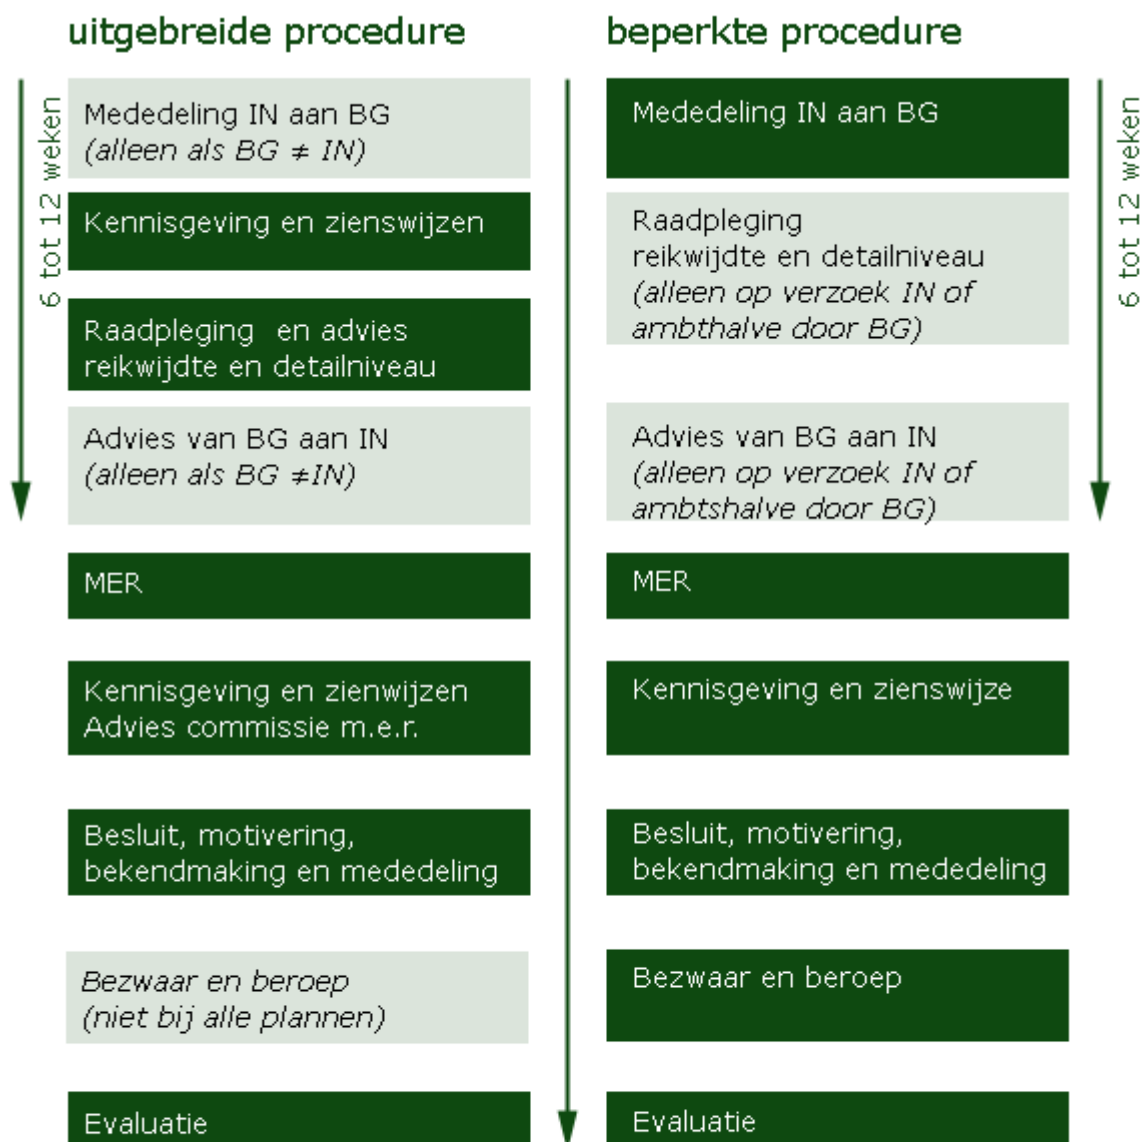 uitgebreide procedure
6 tot 12 weken
Mededeling IN aan BG
(alleen als BG ≠ IN)
Kennisgeving en zienswijzen
Raadpleging en advies
reikwijdte en detailniveau
Advies van BG aan IN
(alleen als BG ≠IN)
MER
Kennisgeving en zienwijzen
Advies commissie m.e.r.
Besluit, motivering,
bekendmaking en mededeling
Bezwaar en beroep
(niet bij alle plannen)
Evaluatie
beperkte procedure
6 tot 12 weken
Mededeling IN aan BG
Raadpleging
reikwijdte en detailniveau
(alleen op verzoek IN of
ambthalve door BG)
Advies van BG aan IN
(alleen op verzoek IN of
ambtshalve door BG)
MER
Kennisgeving en zienswijze
Besluit, motivering,
bekendmaking en mededeling
Bezwaar en beroep
Evaluatie